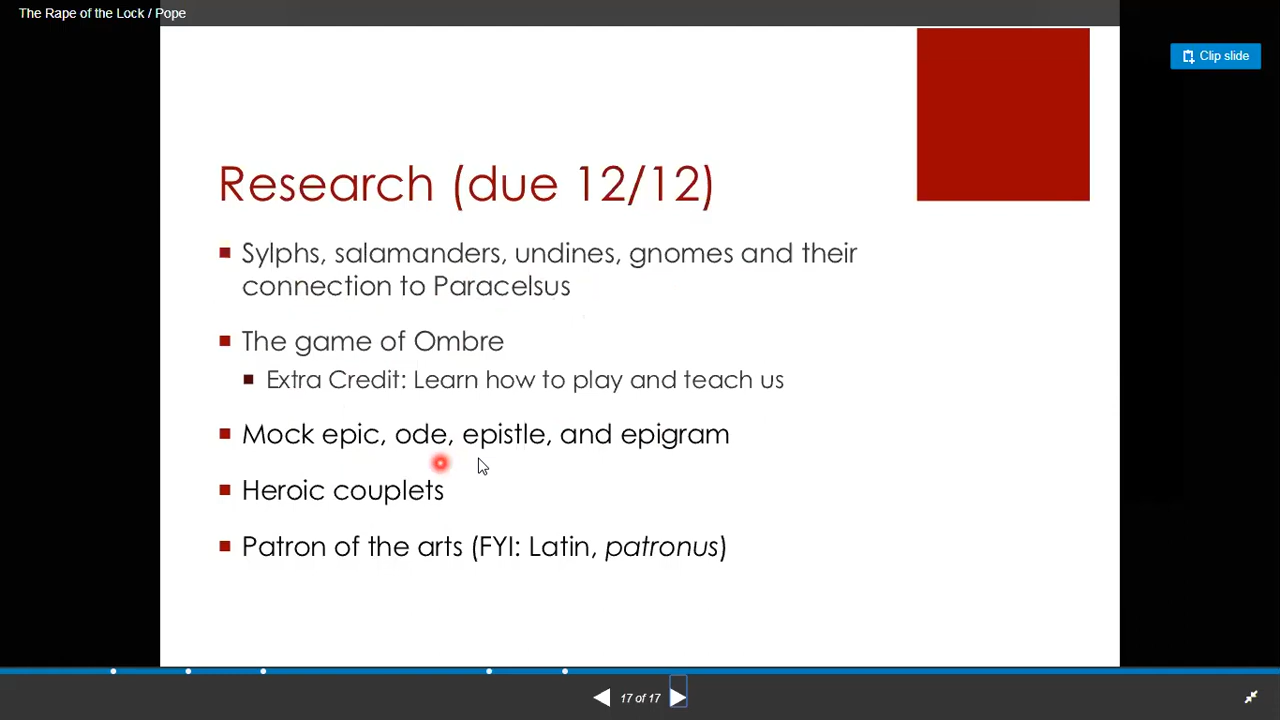 The Rape of the Lock / Pope
Clip slide
Research (due 12/12)
Sylphs, salamanders, undines, gnomes and their
connection to Paracelsus
The game of Ombre
Extra Credit: Learn how to play and teach us
Mock epic, ode, epistle, and epigram
Heroic couplets
Patron of the arts (FYI: Latin, patronus)
17 of 17